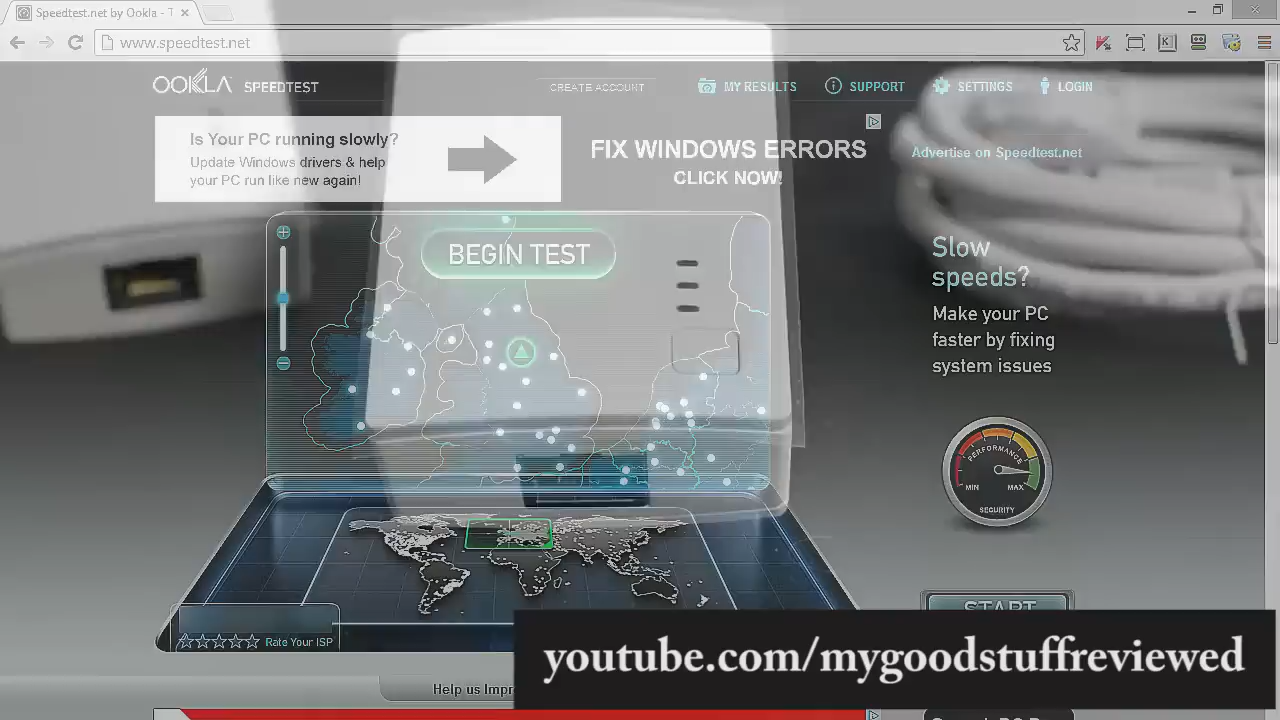 Speedtest.net by Ookla - T
www.speedtest.net
OOKLA SPEEDTEST
CREATE ACCOUNT
MY RESULTS
SUPPORT
SETTINGS
LOGIN
Is Your PC running slowly?
Update Windows drivers & help
your PC run like new again!
FIX WINDOWS ERRORS
CLICK NOW!
Advertise on Speedtest.net
BEGIN TEST
Slow
speeds?
Make your PC
faster by fixing
system issues
PERFORMANCE
MIN MAX
SECURITY
START
Rate Your ISP
youtube.com/mygoodstuffreviewed
Help us Impr